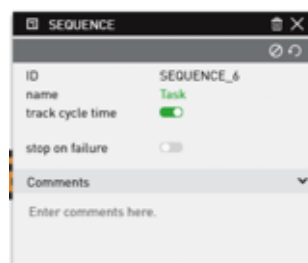 SEQUENCE
ID SEQUENCE_6
name Task
track cycle time
stop on failure
Comments
Enter comments here.